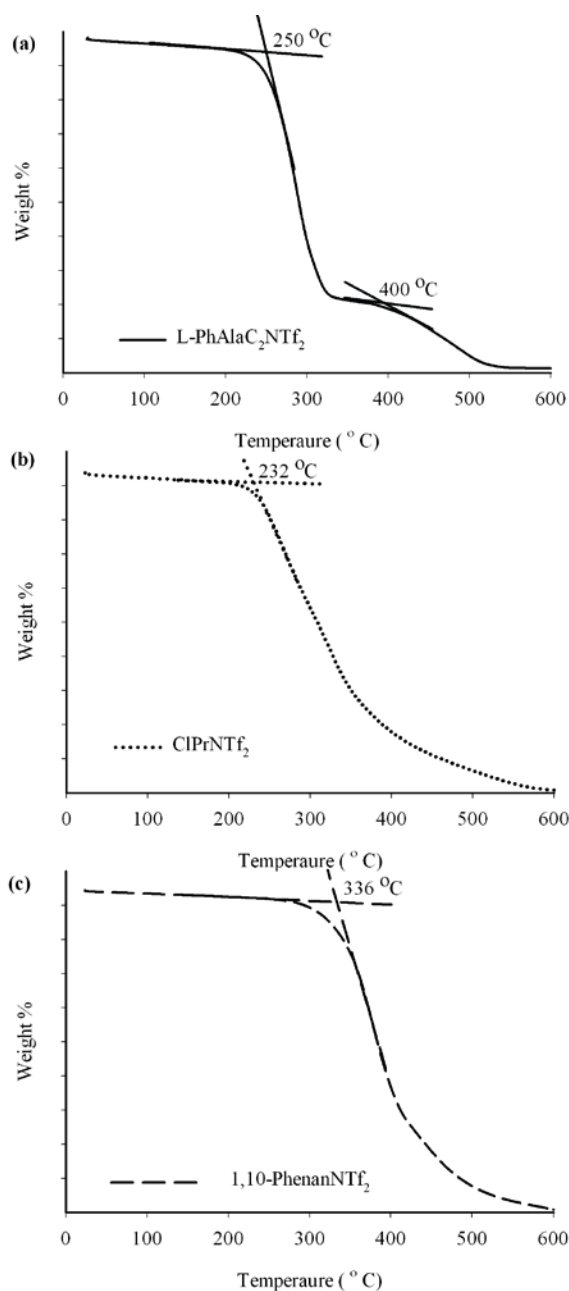 (a)
250 °C
400 °C
Weight %
L-PhAlaC₂NTf₂
0 100 200 300 400 500 600
Temperaure ( ° C)
(b)
232 °C
Weight %
ClPrNTf₂
0 100 200 300 400 500 600
Temperaure ( ° C)
(c)
336 °C
Weight %
1,10-PhenanNTf₂
0 100 200 300 400 500 600
Temperaure ( ° C)